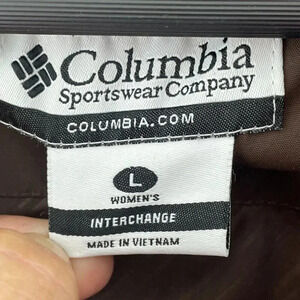 Columbia
Sportswear Company
COLUMBIA.COM
L
WOMEN'S
INTERCHANGE
MADE IN VIETNAM